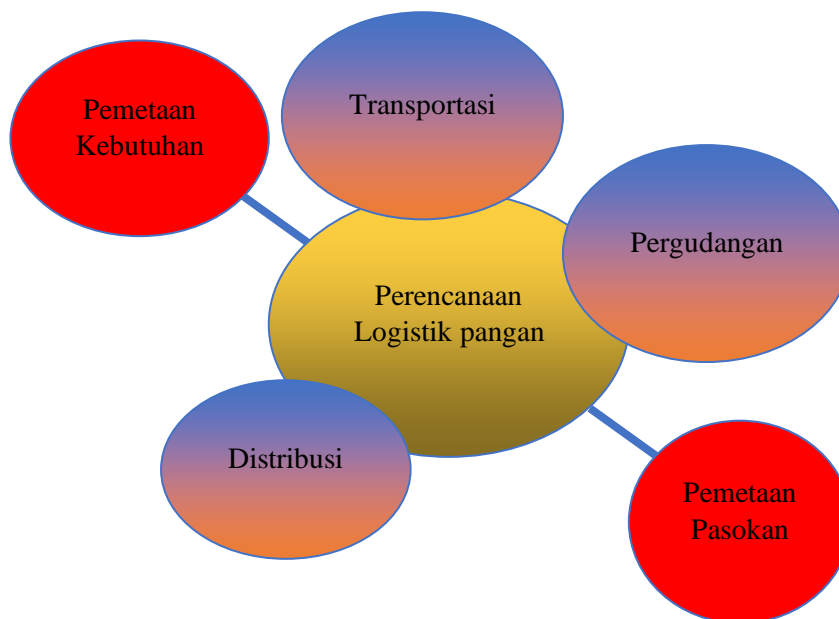 Pemetaan
Kebutuhan
Transportasi
Pergudangan
Perencanaan
Logistik pangan
Distribusi
Pemetaan
Pasokan